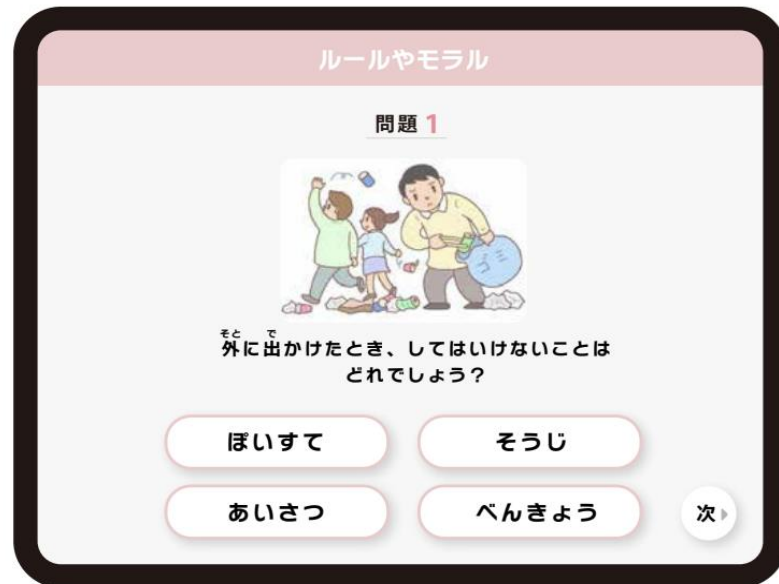 ルールやモラル
問題 1
ゴミ
そと で
外に出かけたとき、してはいけないことは
どれでしょう？
ぽいすて
そうじ
あいさつ
べんきょう
次